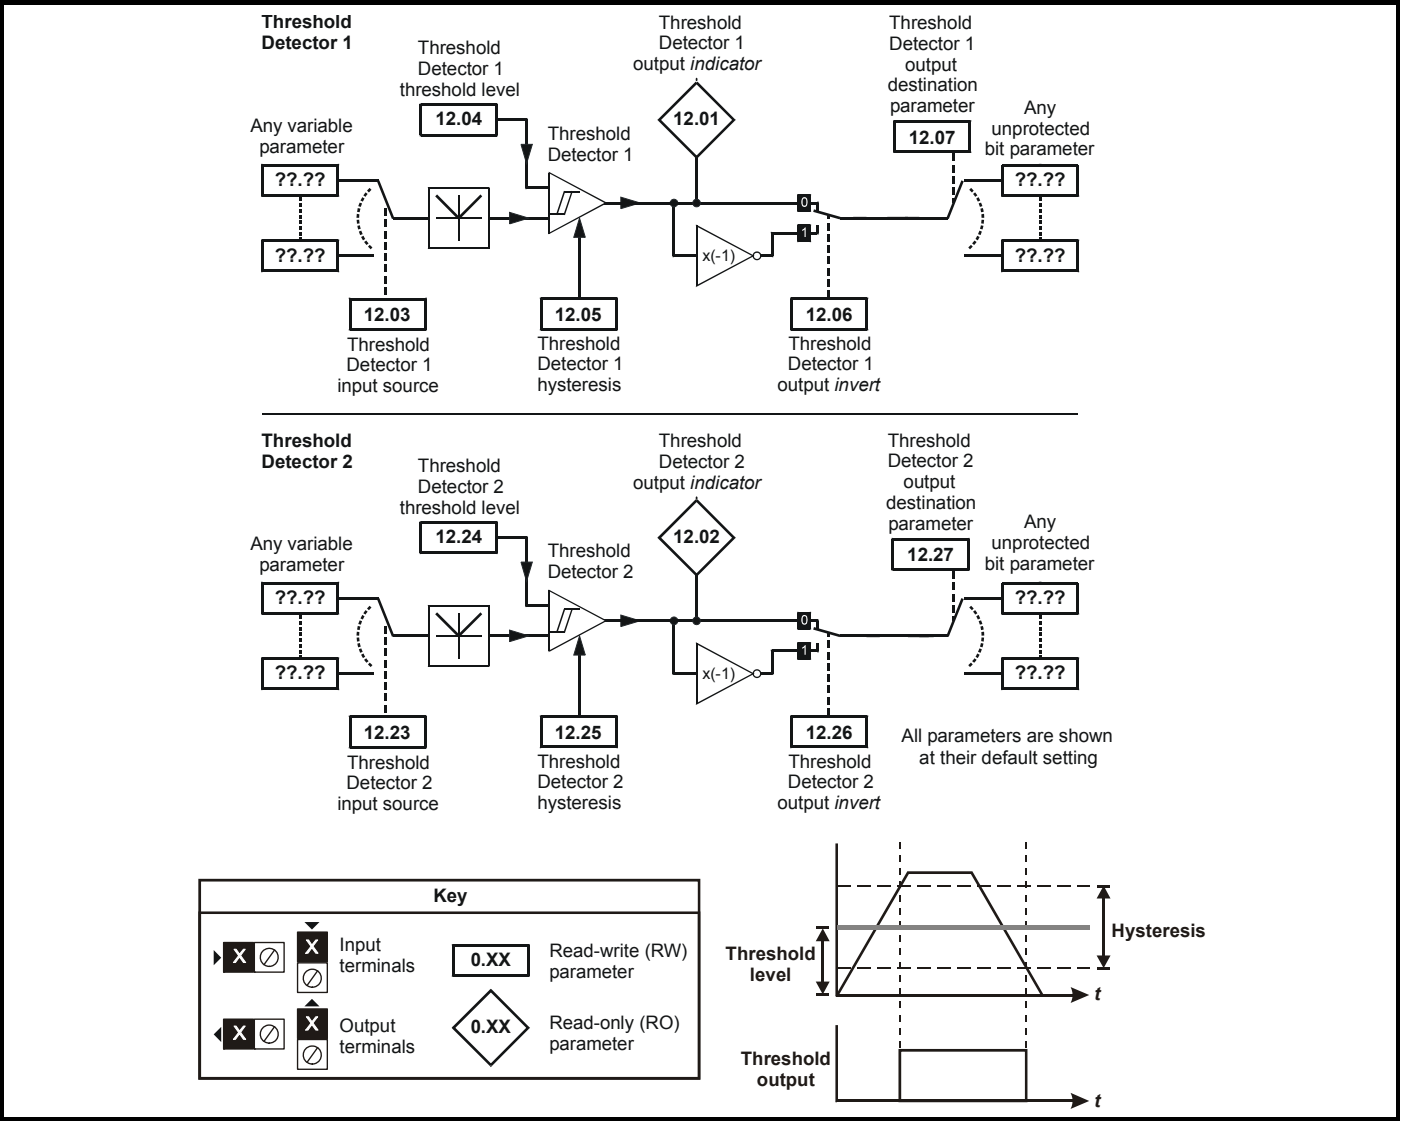 Threshold
Detector 1
Threshold
Detector 1
threshold level
12.04
Threshold
Detector 1
output indicator
12.01
Threshold
Detector 1
output
destination
parameter
12.07
Any variable
parameter
??.??
??.??
Threshold
Detector 1
Any
unprotected
bit parameter
??.??
??.??
0
1
x(-1)
12.03
Threshold
Detector 1
input source
12.05
Threshold
Detector 1
hysteresis
12.06
Threshold
Detector 1
output invert
Threshold
Detector 2
Threshold
Detector 2
threshold level
12.24
Threshold
Detector 2
output indicator
12.02
Threshold
Detector 2
output
destination
parameter
12.27
Any variable
parameter
??.??
??.??
Threshold
Detector 2
Any
unprotected
bit parameter
??.??
??.??
0
1
x(-1)
12.23
Threshold
Detector 2
input source
12.25
Threshold
Detector 2
hysteresis
12.26
Threshold
Detector 2
output invert
All parameters are shown
at their default setting
Key
X
X
Input
terminals
0.XX
Read-write (RW)
parameter
X
X
Output
terminals
0.XX
Read-only (RO)
parameter
Threshold
level
Hysteresis
t
Threshold
output
t